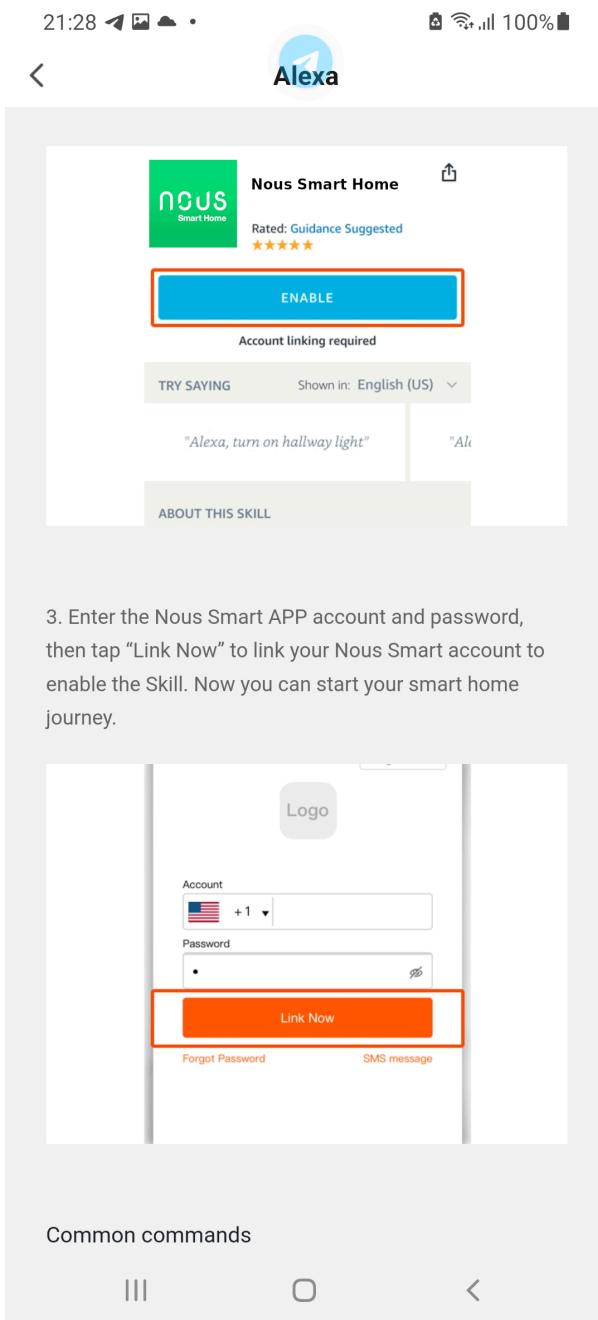 21:28 100%
Alexa
nous
Smart Home
Nous Smart Home
Rated: Guidance Suggested
ENABLE
Account linking required
TRY SAYING Shown in: English (US)
"Alexa, turn on hallway light" "Al
ABOUT THIS SKILL
3. Enter the Nous Smart APP account and password,
then tap “Link Now” to link your Nous Smart account to
enable the Skill. Now you can start your smart home
journey.
Logo
Account
+1
Password
Link Now
Forgot Password SMS message
Common commands